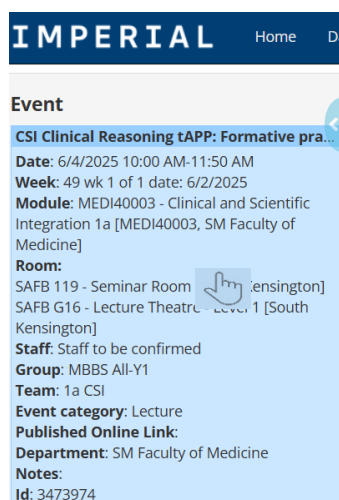 IMPERIAL Home
Event
CSI Clinical Reasoning tAPP: Formative pra...
Date: 6/4/2025 10:00 AM-11:50 AM
Week: 49 wk 1 of 1 date: 6/2/2025
Module: MEDI40003 - Clinical and Scientific
Integration 1a [MEDI40003, SM Faculty of
Medicine]
Room:
SAFB 119 - Seminar Room
SAFB G16 - Lecture Theatre - Level 1 [South
Kensington]
Staff: Staff to be confirmed
Group: MBBS All-Y1
Team: 1a CSI
Event category: Lecture
Published Online Link:
Department: SM Faculty of Medicine
Notes:
Id: 3473974